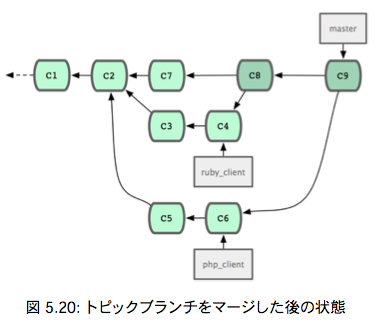 master
C1 C2 C7 C8 C9
C3 C4
ruby_client
C5 C6
php_client
図 5.20: トピックブランチをマージした後の状態